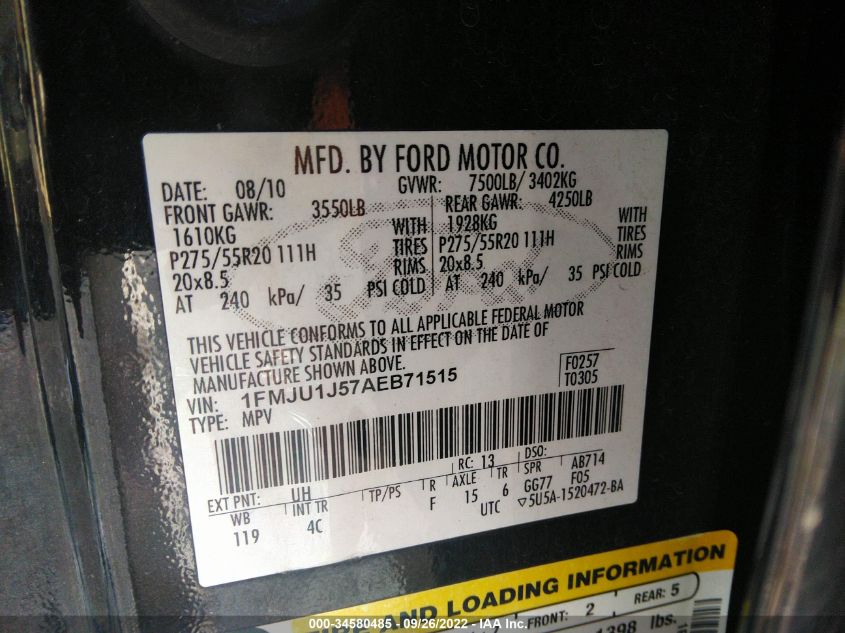 MFD. BY FORD MOTOR CO.
DATE: 08/10 GVWR: 7500LB/ 3402KG
FRONT GAWR: 3550LB REAR GAWR: 4250LB
1610KG WITH 1928KG WITH
P275/55R20 111H TIRES P275/55R20 111H TIRES
20x8.5 RIMS 20x8.5 RIMS
AT 240 kPa/ 35 PSI COLD AT 240 kPa/ 35 PSI COLD
THIS VEHICLE CONFORMS TO ALL APPLICABLE FEDERAL MOTOR
VEHICLE SAFETY STANDARDS IN EFFECT ON THE DATE OF
MANUFACTURE SHOWN ABOVE.
F0257
VIN: 1FMJU1J57AEB71515 T0305
TYPE: MPV
EXT PNT: UH RC: 13 DSO:
WB INT TR TP/PS R AXLE TR SPR AB714
119 4C F 15 6 GG77 F05
UTC ▽5U5A-1520472-BA
TIRE AND LOADING INFORMATION
FRONT: 2 REAR: 5
1398 lbs.
000-34580485 - 09/26/2022 - IAA Inc.